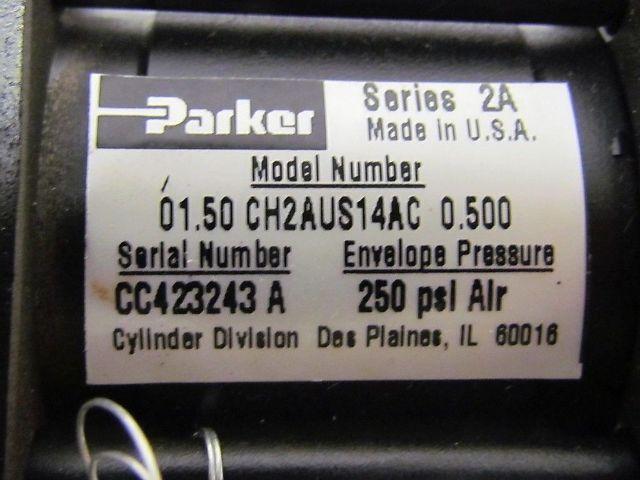 Parker Series 2A
Made in U.S.A.
Model Number
01.50 CH2AUS14AC 0.500
Serial Number Envelope Pressure
CC423243 A 250 psi Air
Cylinder Division Des Plaines, IL 60016